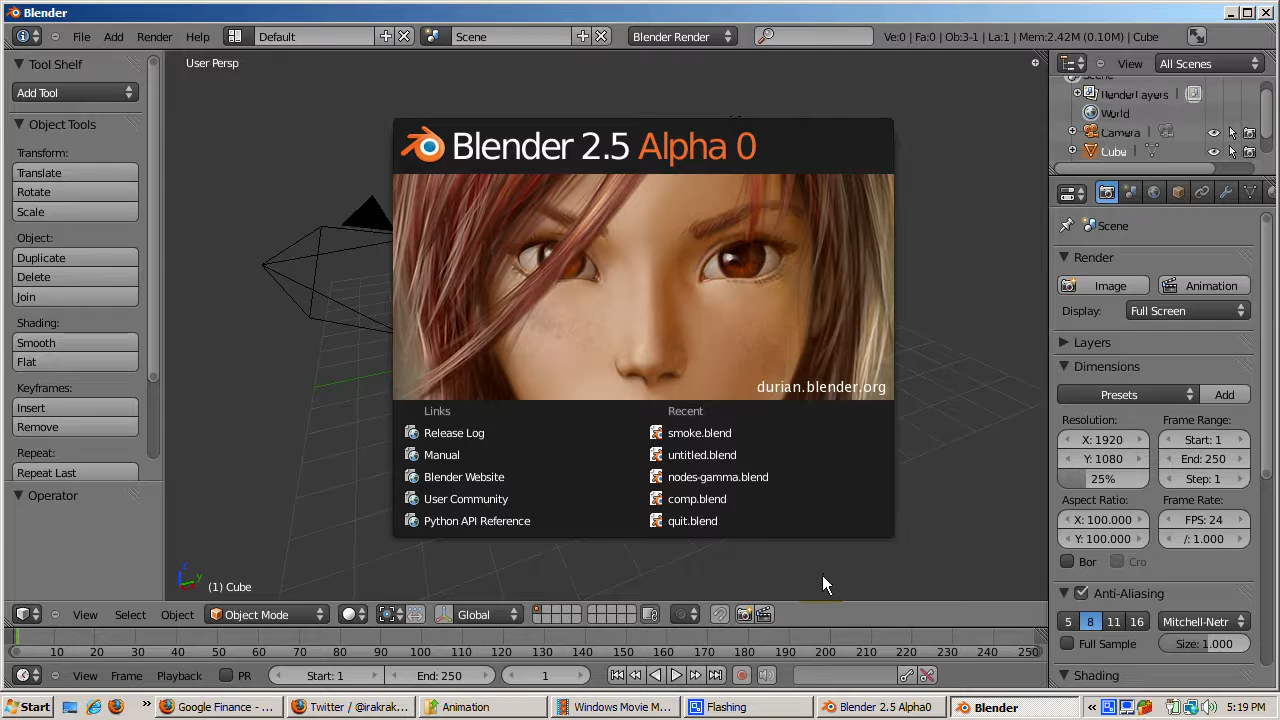 Blender
File Add Render Help Default Scene Blender Render Ve:0 | Fa:0 | Ob:3-1 | La:1 | Mem:2.42M (0.10M) | Cube
Tool Shelf
Add Tool
Object Tools
Transform:
Translate
Rotate
Scale
Object:
Duplicate
Delete
Join
Shading:
Smooth
Flat
Keyframes:
Insert
Remove
Repeat:
Repeat Last
Operator
User Persp
Blender 2.5 Alpha 0
durian.blender.org
Links
Release Log
Manual
Blender Website
User Community
Python API Reference
Recent
smoke.blend
untitled.blend
nodes-gamma.blend
comp.blend
quit.blend
(1) Cube
View All Scenes
Scene
RenderLayers
World
Camera
Cube
Scene
Render
Image Animation
Display: Full Screen
Layers
Dimensions
Presets Add
Resolution: Frame Range:
X: 1920 Start: 1
Y: 1080 End: 250
25% Step: 1
Aspect Ratio: Frame Rate:
X: 100.000 FPS: 24
Y: 100.000 /: 1.000
Bor Cro
Anti-Aliasing
5 8 11 16 Mitchell-Netr
Full Sample Size: 1.000
Shading
View Select Object Object Mode Global
10 20 30 40 50 60 70 80 90 100 110 120 130 140 150 160 170 180 190 200 210 220 230 240 250
View Frame Playback PR Start: 1 End: 250 1
Start Google Finance - ... Twitter / @irakrak... Animation Windows Movie M... Flashing Blender 2.5 Alpha0 Blender 5:19 PM